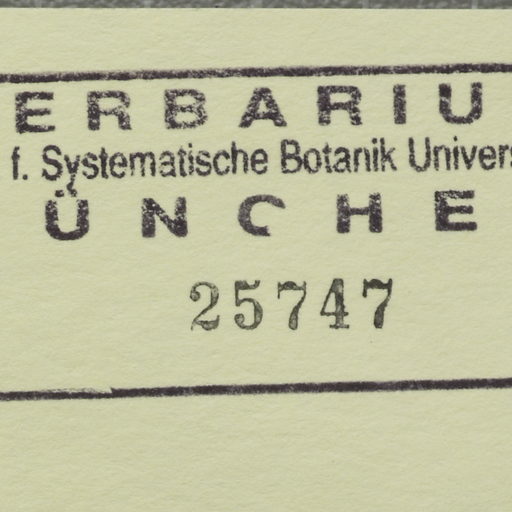 ERBARIU
f. Systematische Botanik Univers
ÜNCHE
25747